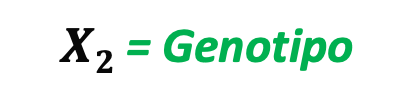 X₂ = Genotipo